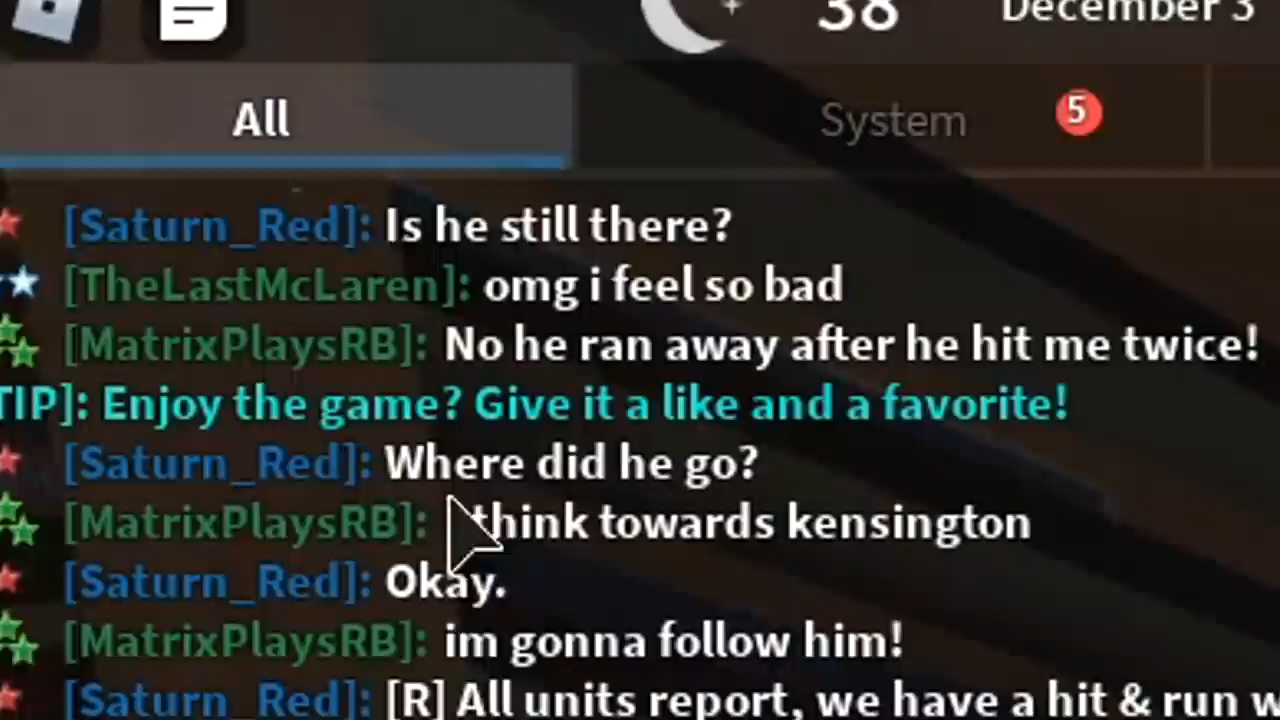 38 December 3
All System 5
[Saturn_Red]: Is he still there?
[TheLastMcLaren]: omg i feel so bad
[MatrixPlaysRB]: No he ran away after he hit me twice!
TIP]: Enjoy the game? Give it a like and a favorite!
[Saturn_Red]: Where did he go?
[MatrixPlaysRB]: think towards kensington
[Saturn_Red]: Okay.
[MatrixPlaysRB]: im gonna follow him!
[Saturn_Red]: [R] All units report, we have a hit & run